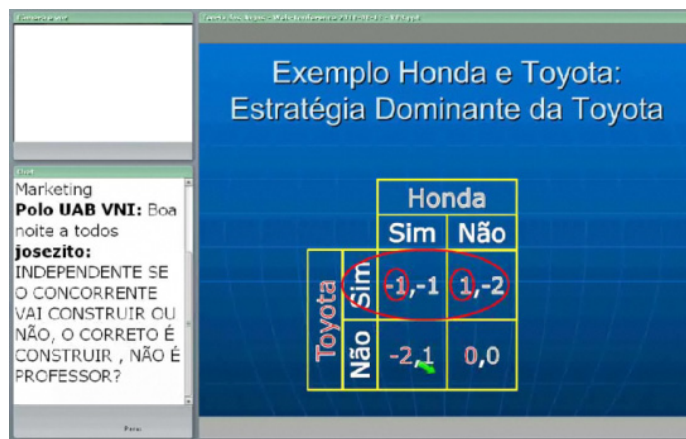 Chat
Marketing
Polo UAB VNI: Boa
noite a todos
josezito:
INDEPENDENTE SE
O CONCORRENTE
VAI CONSTRUIR OU
NÃO, O CORRETO É
CONSTRUIR , NÃO É
PROFESSOR?
Exemplo Honda e Toyota:
Estratégia Dominante da Toyota
Honda
Sim Não
Toyota
Sim -1,-1 1,-2
Não -2,1 0,0